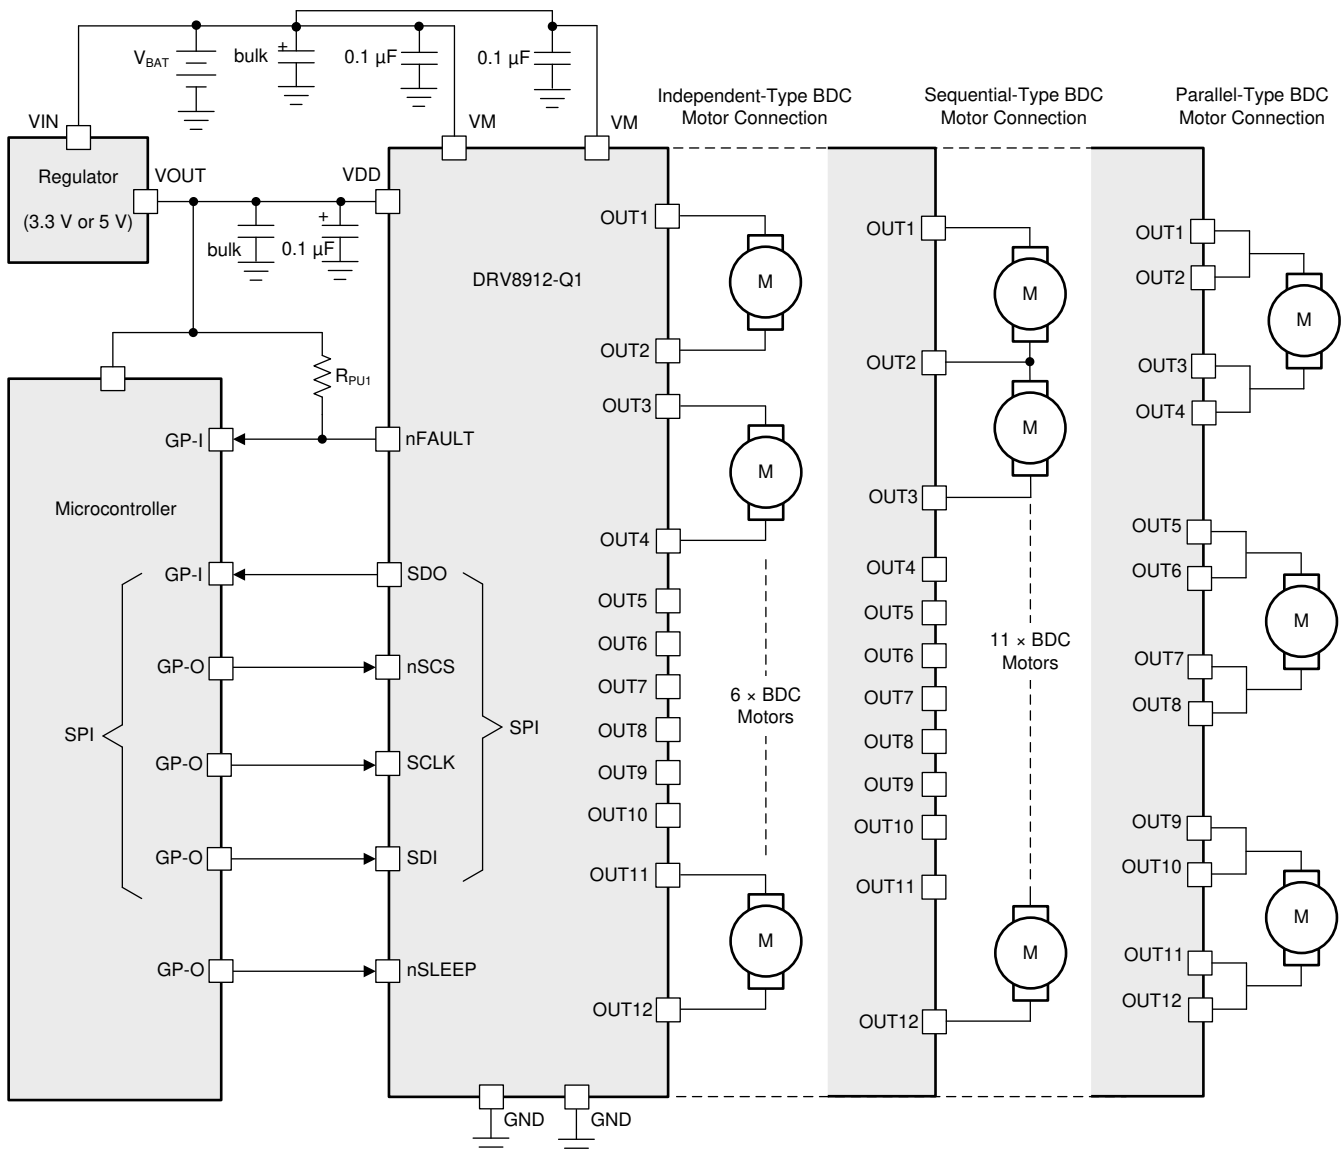 VBAT
bulk
+
0.1 µF
0.1 µF
VIN
VM
VM
Regulator
(3.3 V or 5 V)
VOUT
VDD
bulk
0.1 µF
+
RPU1
DRV8912-Q1
Microcontroller
GP-I
nFAULT
GP-I
SDO
GP-O
nSCS
SPI
SPI
GP-O
SCLK
GP-O
SDI
GP-O
nSLEEP
GND
GND
Independent-Type BDC
Motor Connection
OUT1
M
OUT2
OUT3
M
OUT4
OUT5
OUT6
OUT7
OUT8
OUT9
OUT10
6 × BDC
Motors
OUT11
M
OUT12
Sequential-Type BDC
Motor Connection
OUT1
M
OUT2
M
OUT3
OUT4
OUT5
OUT6
OUT7
OUT8
OUT9
OUT10
11 × BDC
Motors
OUT11
M
OUT12
Parallel-Type BDC
Motor Connection
OUT1
OUT2
M
OUT3
OUT4
OUT5
OUT6
M
OUT7
OUT8
OUT9
OUT10
M
OUT11
OUT12